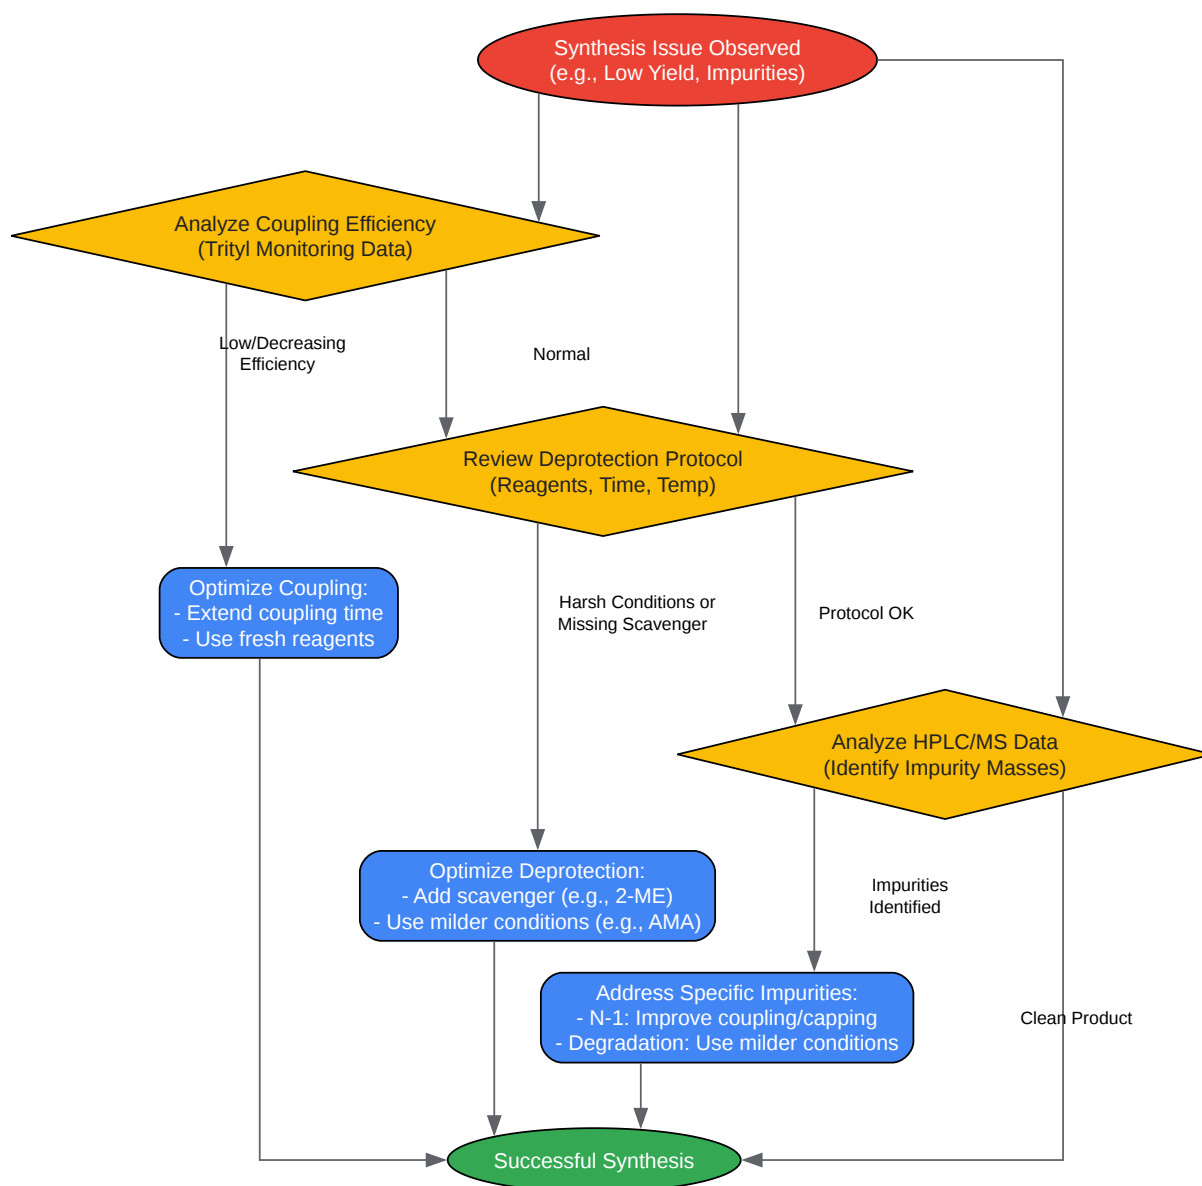 Synthesis Issue Observed
(e.g., Low Yield, Impurities)
Analyze Coupling Efficiency
(Trityl Monitoring Data)
Low/Decreasing
Efficiency
Normal
Review Deprotection Protocol
(Reagents, Time, Temp)
Optimize Coupling:
- Extend coupling time
- Use fresh reagents
Harsh Conditions or
Missing Scavenger
Protocol OK
Analyze HPLC/MS Data
(Identify Impurity Masses)
Optimize Deprotection:
- Add scavenger (e.g., 2-ME)
- Use milder conditions (e.g., AMA)
Impurities
Identified
Address Specific Impurities:
- N-1: Improve coupling/capping
- Degradation: Use milder conditions
Clean Product
Successful Synthesis